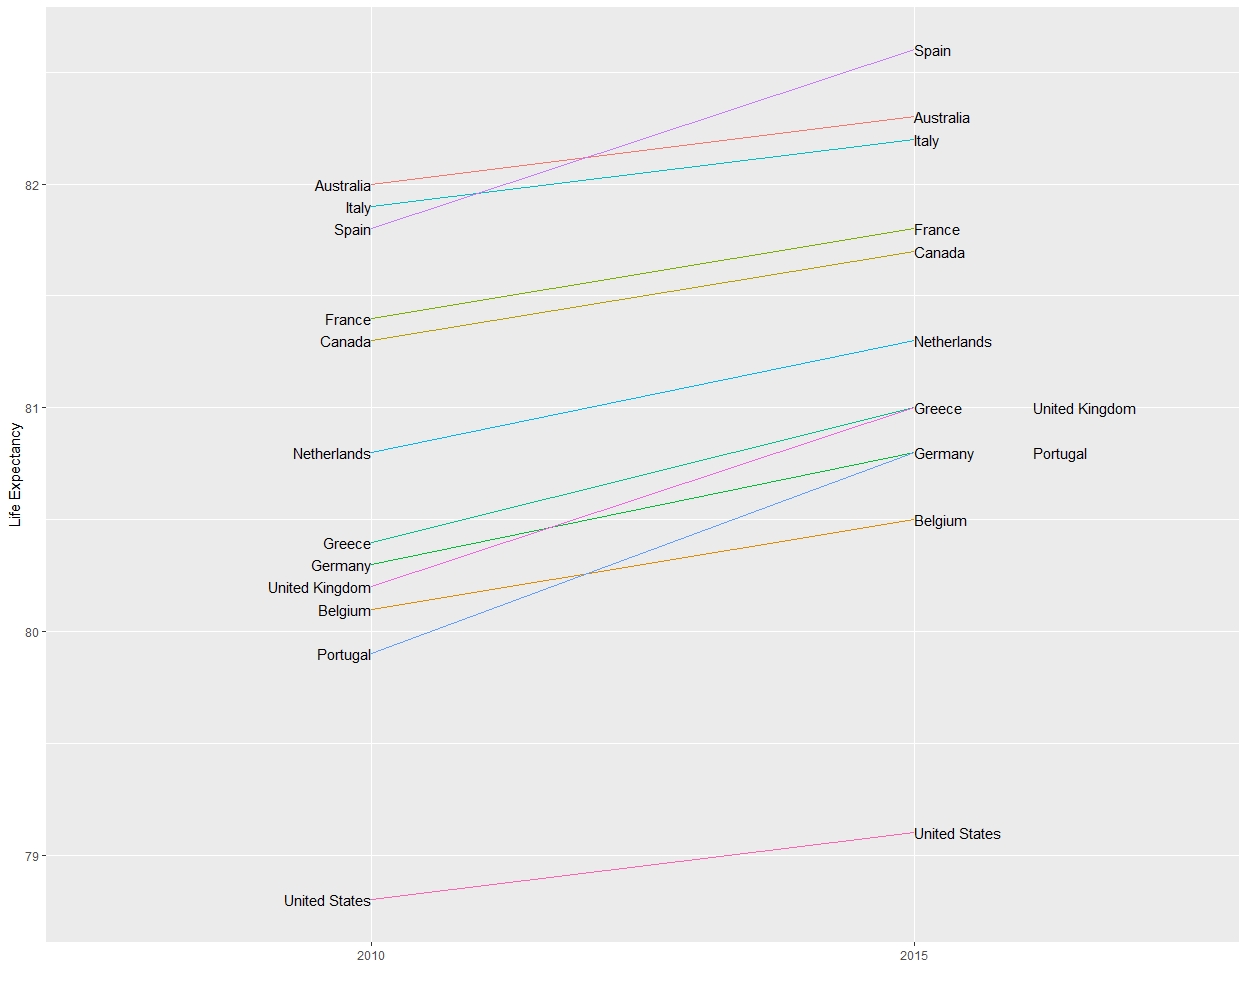 Spain
Australia
Italy
82
Australia
Italy
Spain
France
Canada
France
Canada
Netherlands
81
Greece United Kingdom
Netherlands
Germany Portugal
Life Expectancy
Belgium
Greece
Germany
United Kingdom
Belgium
80
Portugal
United States
79
United States
2010 2015